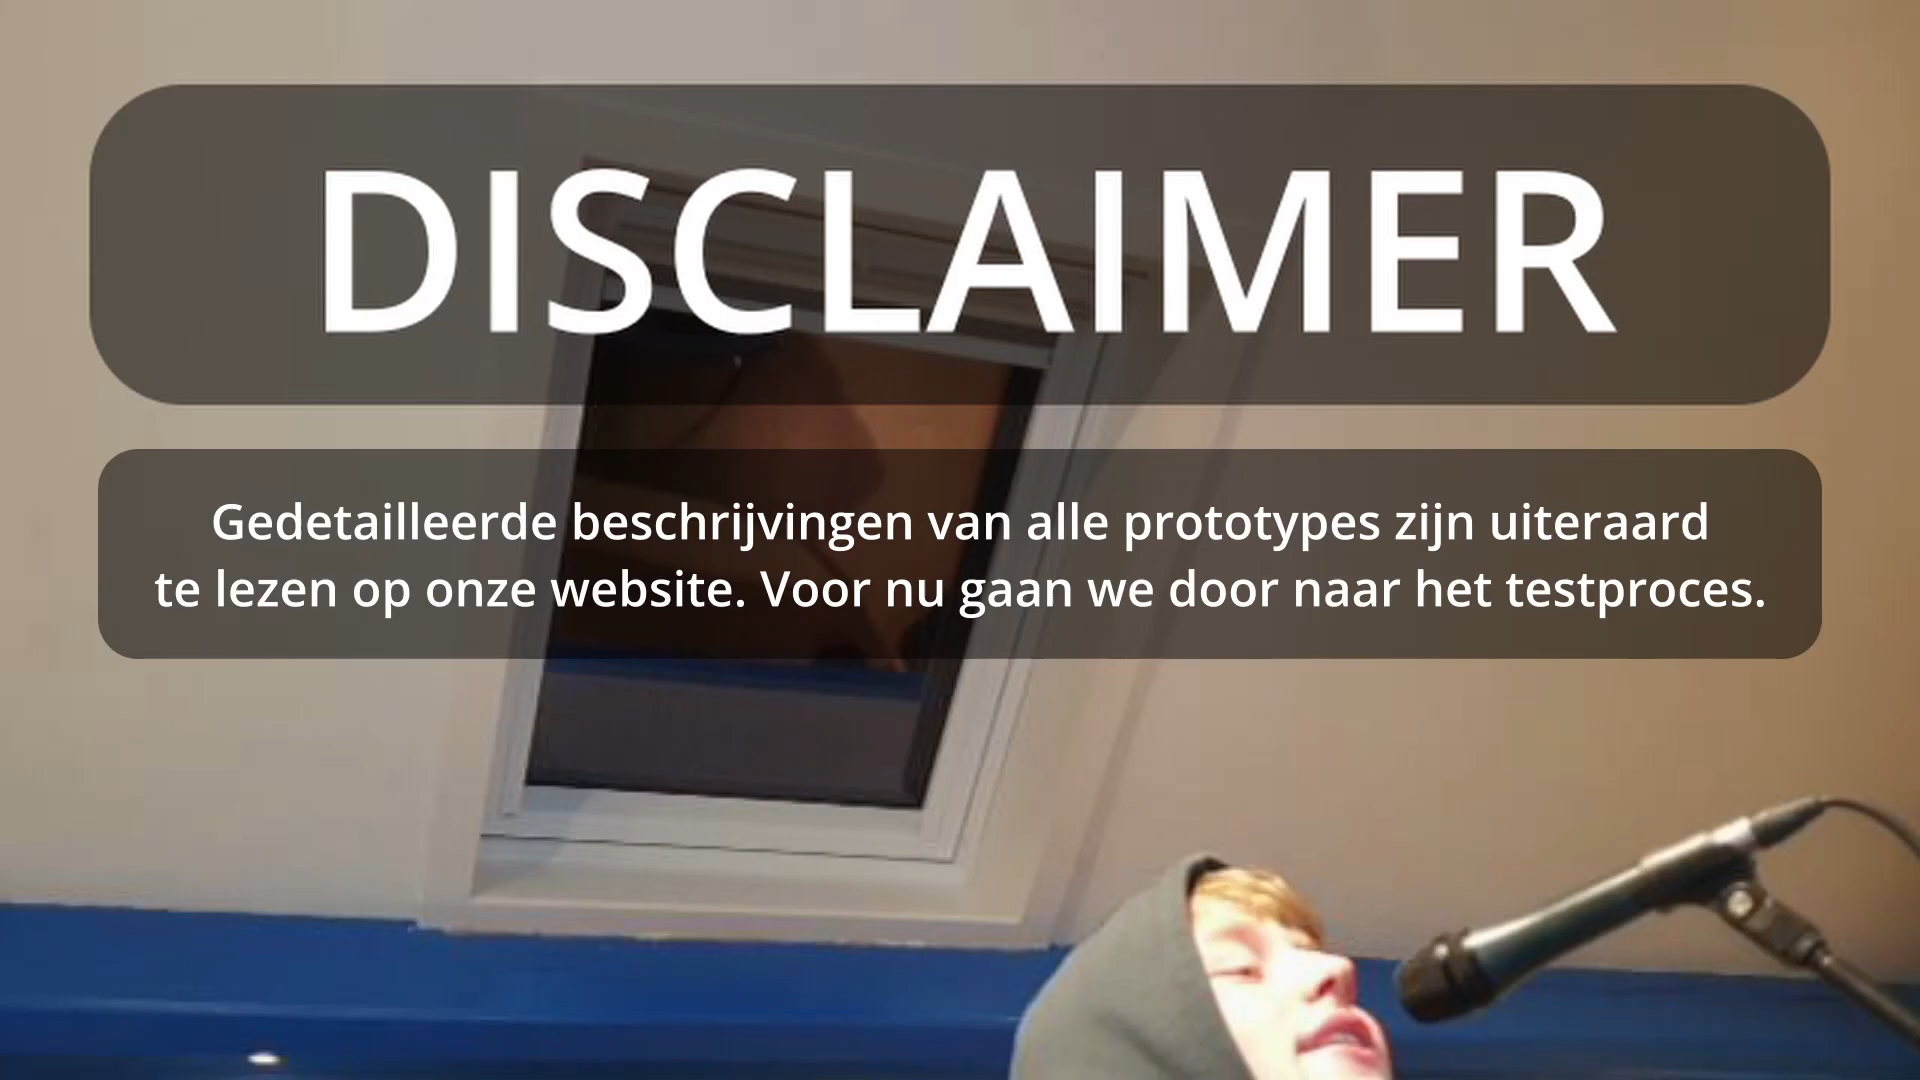 DISCLAIMER
Gedetailleerde beschrijvingen van alle prototypes zijn uiteraard
te lezen op onze website. Voor nu gaan we door naar het testproces.